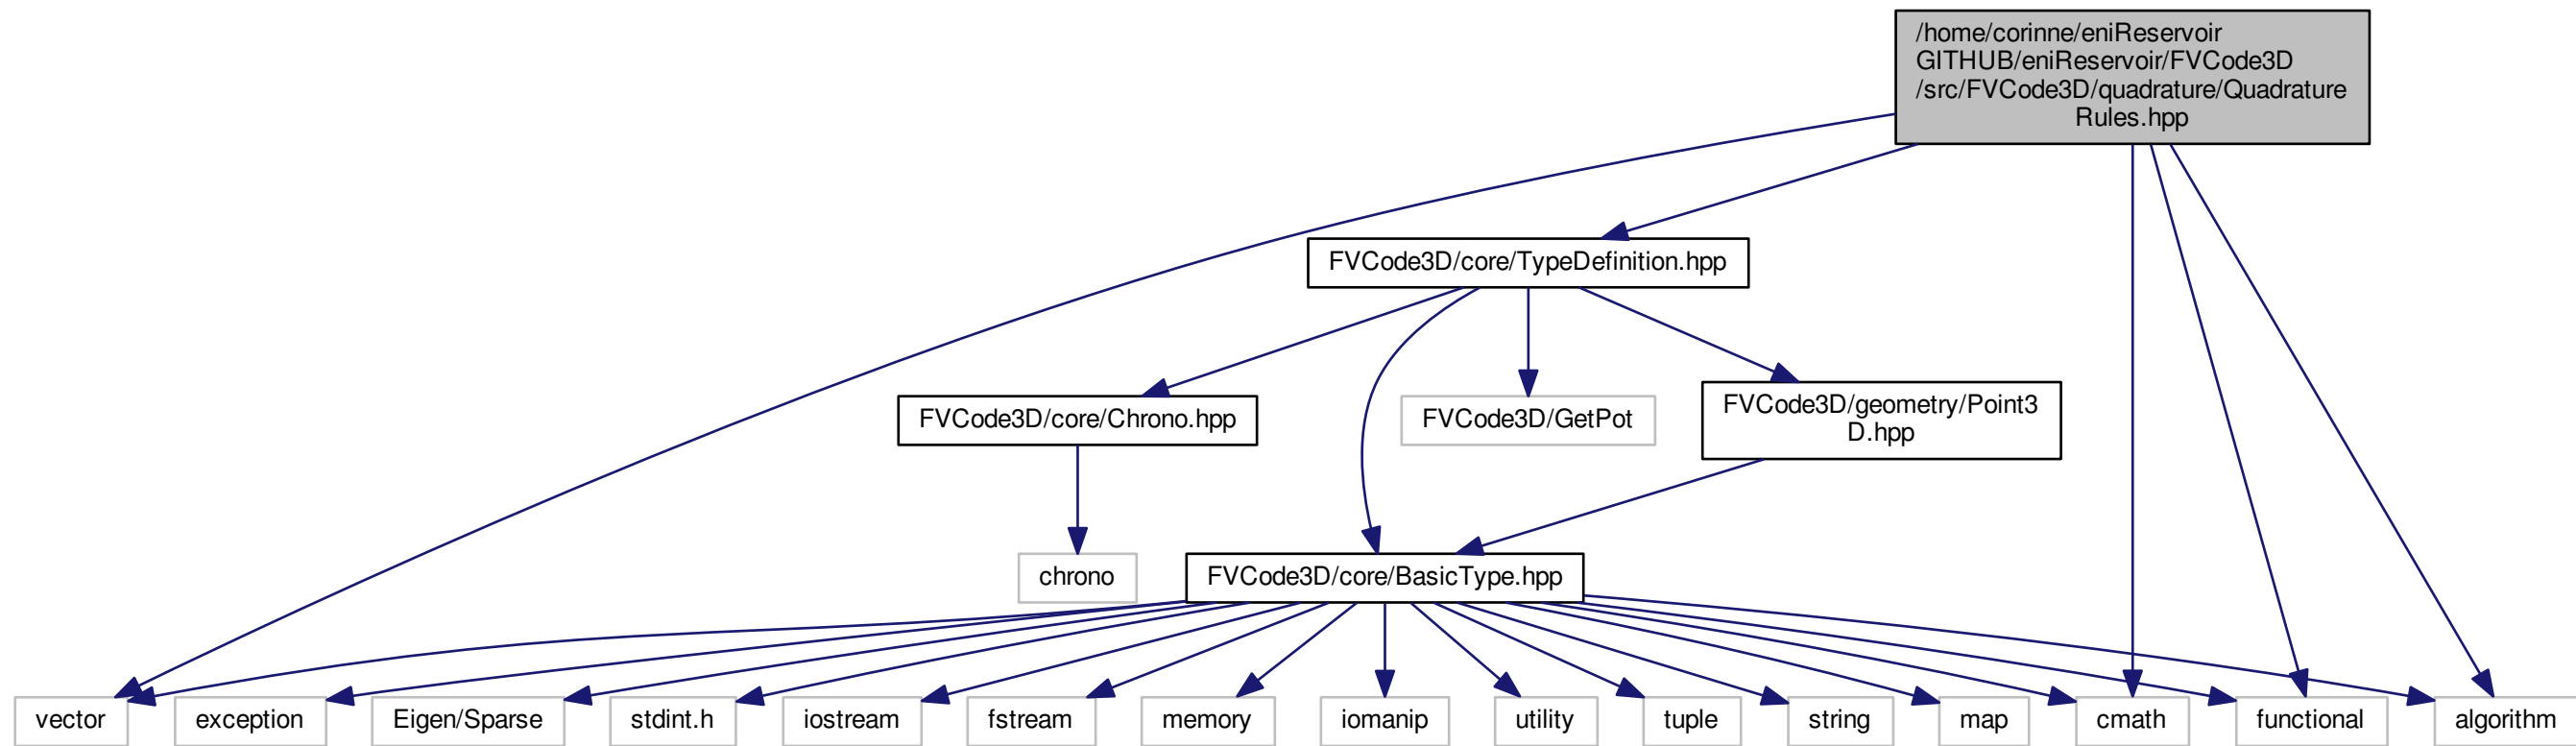 /home/corinne/eniReservoir
GITHUB/eniReservoir/FVCode3D
/src/FVCode3D/quadrature/Quadrature
Rules.hpp
FVCode3D/core/TypeDefinition.hpp
FVCode3D/core/Chrono.hpp
FVCode3D/GetPot
FVCode3D/geometry/Point3
D.hpp
chrono
FVCode3D/core/BasicType.hpp
vector
exception
Eigen/Sparse
stdint.h
iostream
fstream
memory
iomanip
utility
tuple
string
map
cmath
functional
algorithm